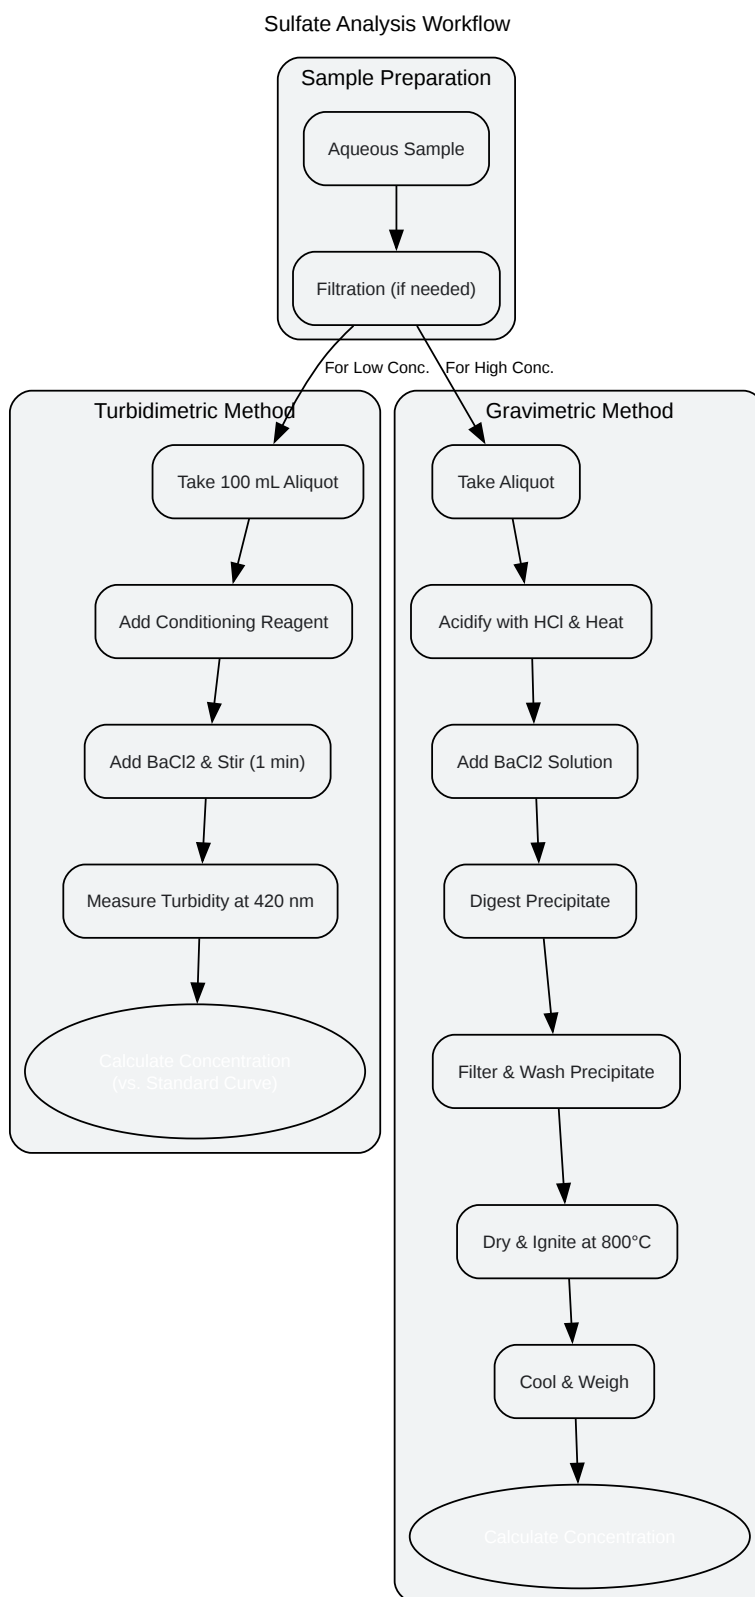 Sulfate Analysis Workflow
Sample Preparation
Aqueous Sample
Filtration (if needed)
For Low Conc.
For High Conc.
Turbidimetric Method
Take 100 mL Aliquot
Add Conditioning Reagent
Add BaCl2 & Stir (1 min)
Measure Turbidity at 420 nm
Calculate Concentration
(vs. Standard Curve)
Gravimetric Method
Take Aliquot
Acidify with HCl & Heat
Add BaCl2 Solution
Digest Precipitate
Filter & Wash Precipitate
Dry & Ignite at 800°C
Cool & Weigh
Calculate Concentration